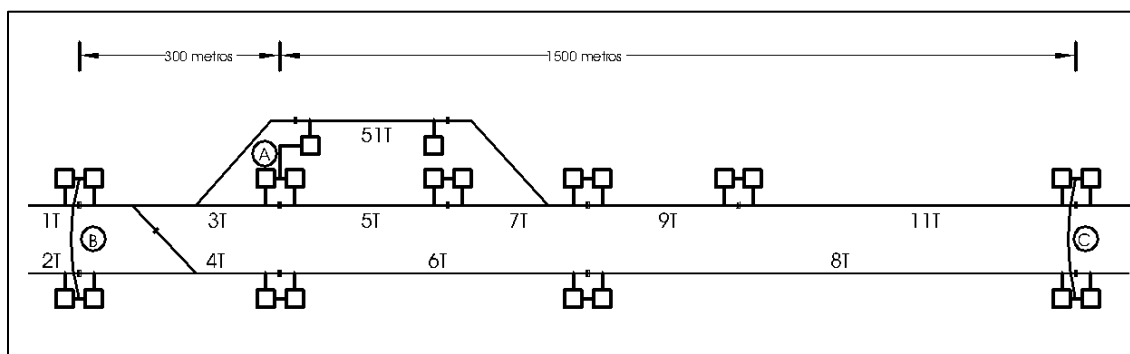 300 metros 1500 metros
51T
A
1T 3T 5T 7T 9T 11T
B C
2T 4T 6T 8T